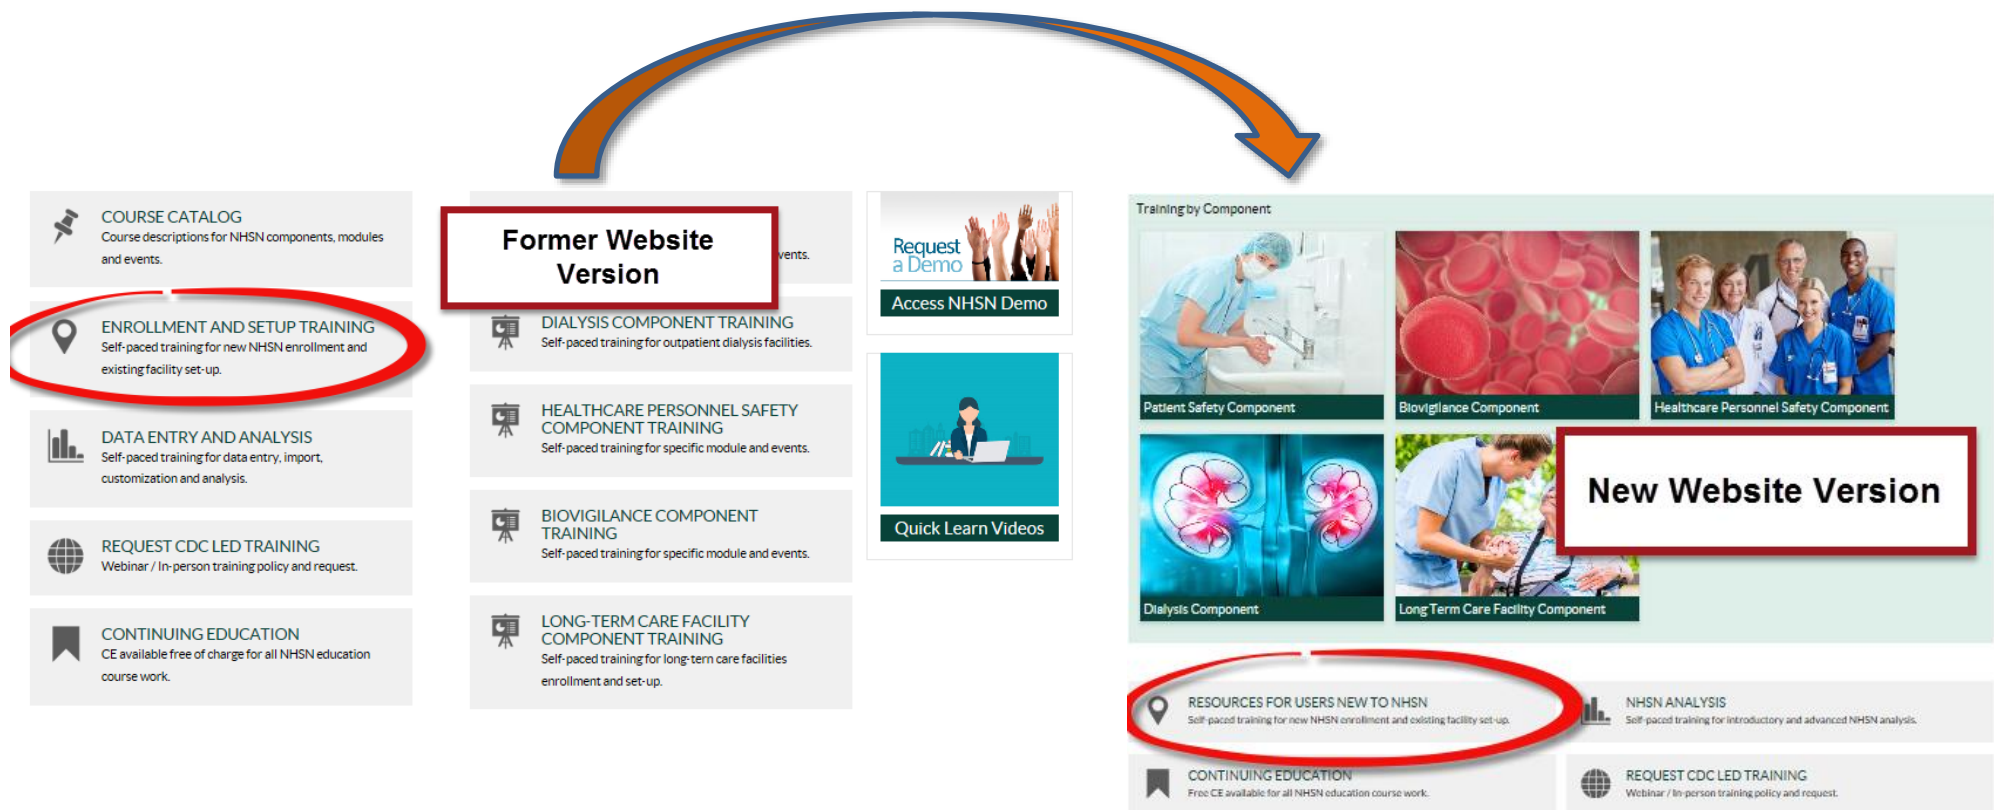 COURSE CATALOG
Course descriptions for NHSN components, modules
and events.
ENROLLMENT AND SETUP TRAINING
Self-paced training for new NHSN enrollment and
existing facility set-up.
DATA ENTRY AND ANALYSIS
Self-paced training for data entry, import,
customization and analysis.
REQUEST CDC LED TRAINING
Webinar / In-person training policy and request.
CONTINUING EDUCATION
CE available free of charge for all NHSN education
course work.
Former Website
Version
vents.
DIALYSIS COMPONENT TRAINING
Self-paced training for outpatient dialysis facilities.
HEALTHCARE PERSONNEL SAFETY
COMPONENT TRAINING
Self-paced training for specific module and events.
BIOVIGILANCE COMPONENT
TRAINING
Self-paced training for specific module and events.
LONG-TERM CARE FACILITY
COMPONENT TRAINING
Self-paced training for long-tern care facilities
enrollment and set-up.
Request
a Demo
Access NHSN Demo
Quick Learn Videos
Training by Component
Patient Safety Component
Biovigilance Component
Healthcare Personnel Safety Component
New Website Version
Dialysis Component
Long Term Care Facility Component
RESOURCES FOR USERS NEW TO NHSN
Self-paced training for new NHSN enrollment and existing facility set-up.
NHSN ANALYSIS
Self-paced training for introductory and advanced NHSN analysis.
CONTINUING EDUCATION
Free CE available for all NHSN education course work.
REQUEST CDC LED TRAINING
Webinar / In-person training policy and request.